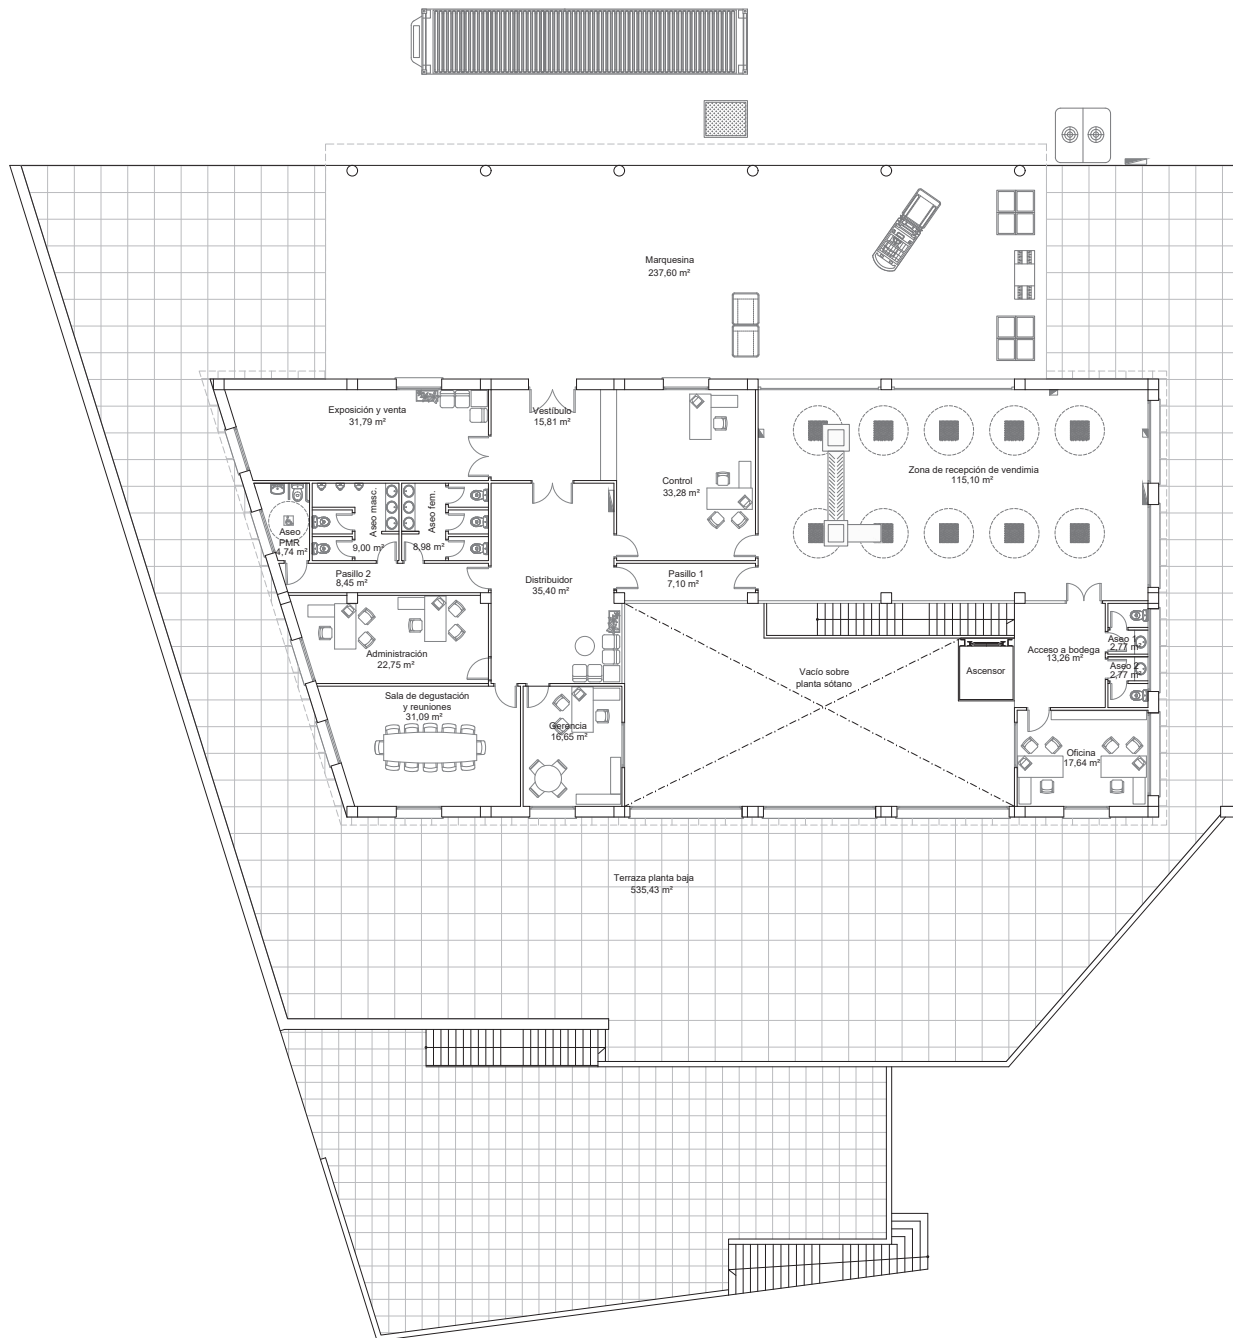 Marquesina
237,60 m²
Exposición y venta
31,79 m²
Vestíbulo
15,81 m²
Control
33,28 m²
Zona de recepción de vendimia
115,10 m²
Aseo
PMR
4,74 m²
Aseo masc.
9,00 m²
Aseo fem.
8,98 m²
Pasillo 2
8,45 m²
Distribuidor
35,40 m²
Pasillo 1
7,10 m²
Administración
22,75 m²
Vacío sobre
planta sótano
Ascensor
Acceso a bodega
13,26 m²
Aseo 1
2,77 m²
Aseo 2
2,77 m²
Sala de degustación
y reuniones
31,09 m²
Gerencia
16,65 m²
Oficina
17,64 m²
Terraza planta baja
535,43 m²